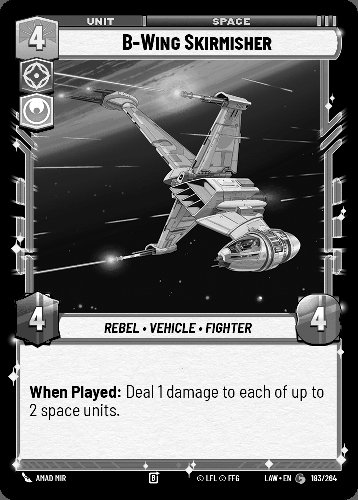 UNIT SPACE
4
B-Wing Skirmisher
4
REBEL • VEHICLE • FIGHTER
4
When Played: Deal 1 damage to each of up to
2 space units.
AMAD MIR
© LFL © FFG
LAW • EN
183/264